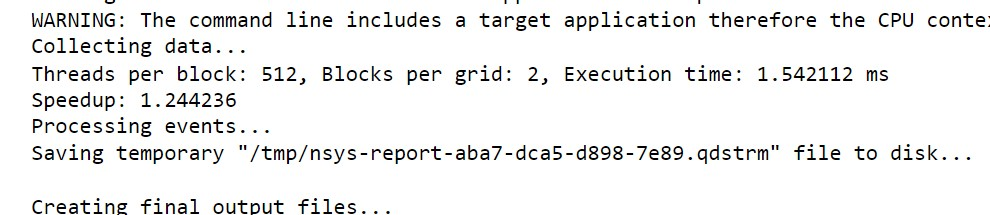 WARNING: The command line includes a target application therefore the CPU
Collecting data...
Threads per block: 512, Blocks per grid: 2, Execution time: 1.542112 ms
Speedup: 1.244236
Processing events...
Saving temporary "/tmp/nsys-report-aba7-dca5-d898-7e89.qdstrm" file to disk...
Creating final output files...